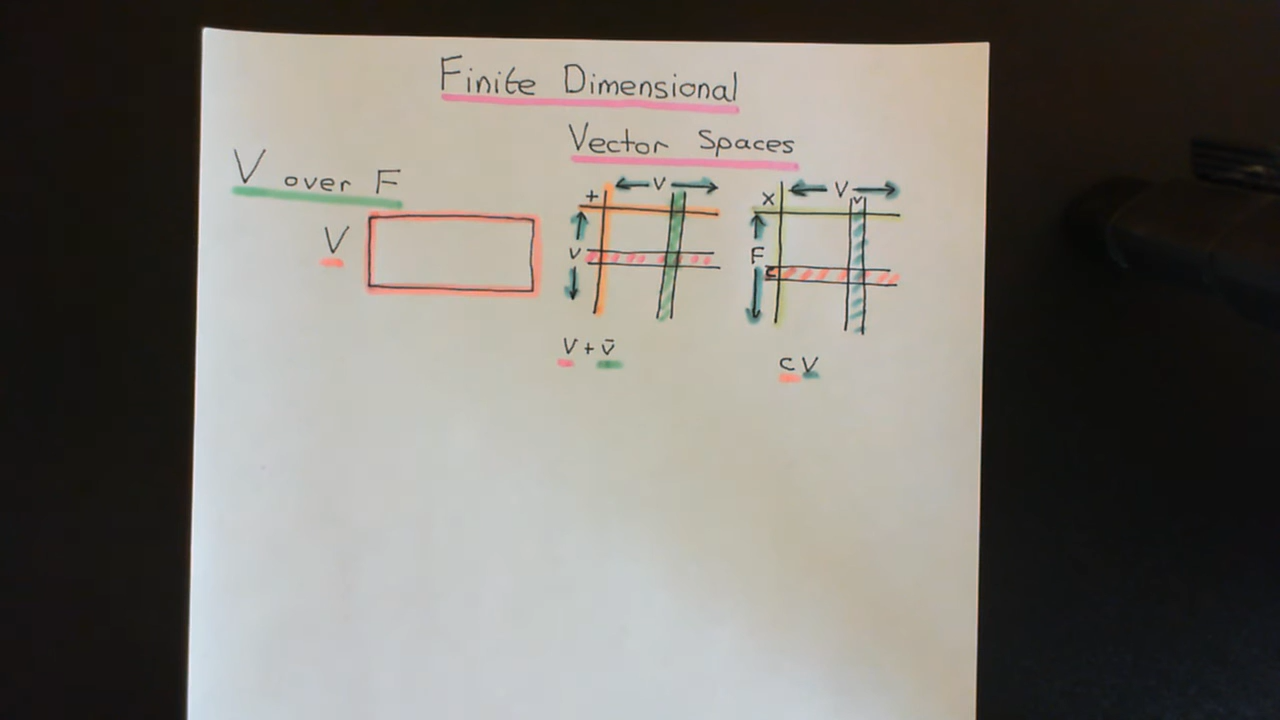 Finite Dimensional
Vector Spaces
V over F
V
+ V
V
V + v̄
x V
v
F
c
c V